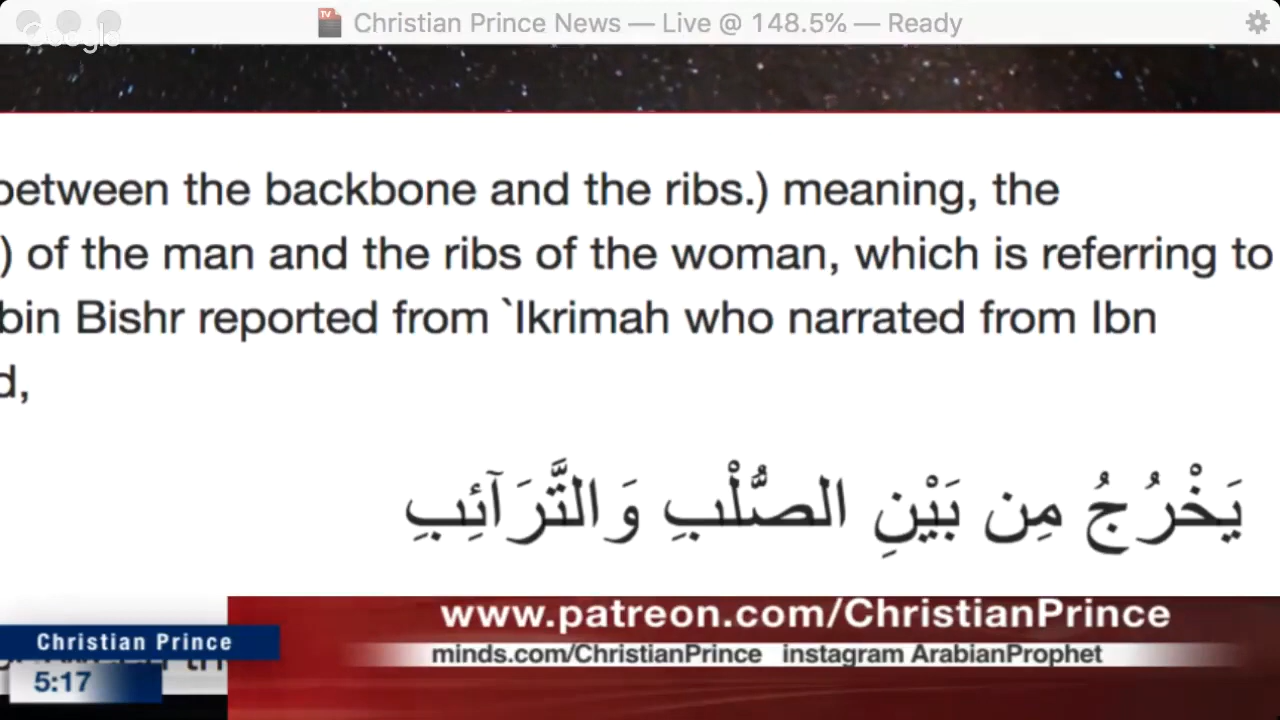 Christian Prince News — Live @ 148.5% — Ready
Google
between the backbone and the ribs.) meaning, the
) of the man and the ribs of the woman, which is referring to
bin Bishr reported from `Ikrimah who narrated from Ibn
d,
يَخْرُجُ مِن بَيْنِ الصُّلْبِ وَالتَّرَآئِبِ
www.patreon.com/ChristianPrince
Christian Prince
minds.com/ChristianPrince instagram ArabianProphet
5:17